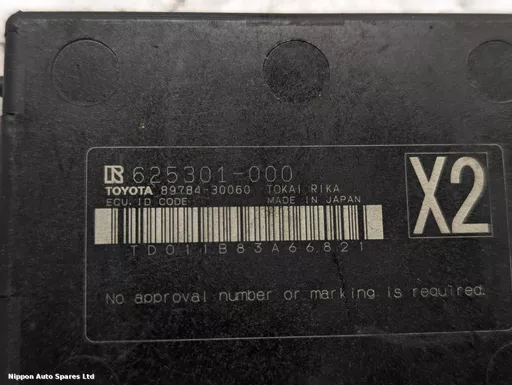 625301-000
TOYOTA 89784-30060 TOKAI RIKA
ECU, ID CODE MADE IN JAPAN
X2
TD011B83A66821
No approval number or marking is required.
Nippon Auto Spares Ltd